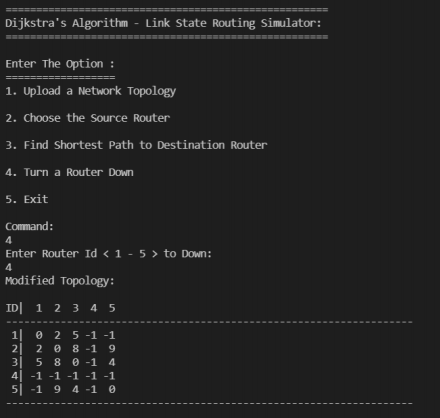 =====================================================
Dijkstra's Algorithm - Link State Routing Simulator:
=====================================================
Enter The Option :
==================
1. Upload a Network Topology
2. Choose the Source Router
3. Find Shortest Path to Destination Router
4. Turn a Router Down
5. Exit
Command:
4
Enter Router Id < 1 - 5 > to Down:
4
Modified Topology:
ID|  1  2  3  4  5
-------------------------------------------------------------------
 1|  0  2  5 -1 -1
 2|  2  0  8 -1  9
 3|  5  8  0 -1  4
 4| -1 -1 -1 -1 -1
 5| -1  9  4 -1  0
-------------------------------------------------------------------